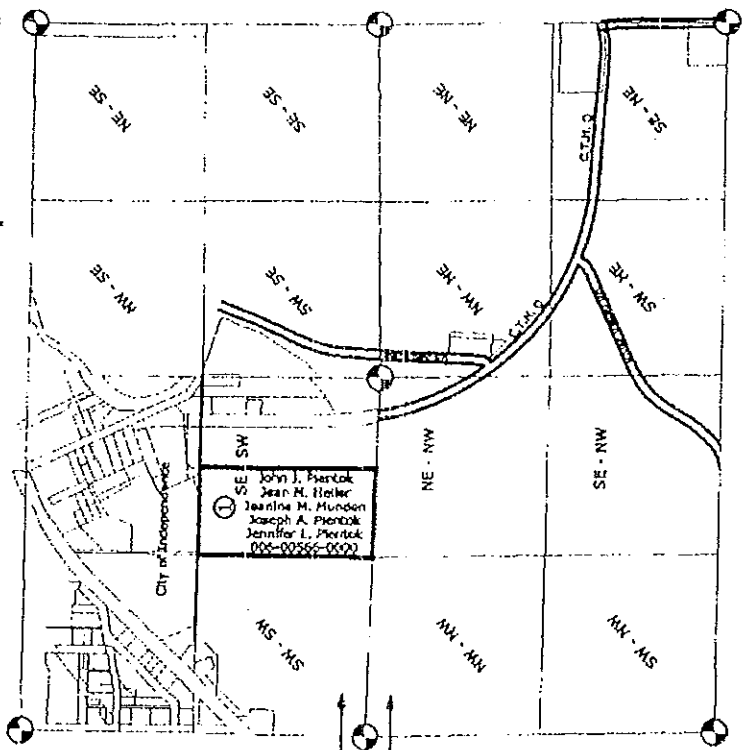 NE - SE
SE - SE
NE - NE
SE - NE
C.T.H. Q
NW - SE
SW - SE
NW - NE
SW - NE
C.T.H. Q
City of Independence
SE SW
NE - NW
SE - NW
1
John J. Pientok
Jean M. Heller
Jeanine M. Munden
Joseph A. Pientok
Jennifer L. Pientok
006-00566-0000
SW - SW
NW - NW
SW - NW